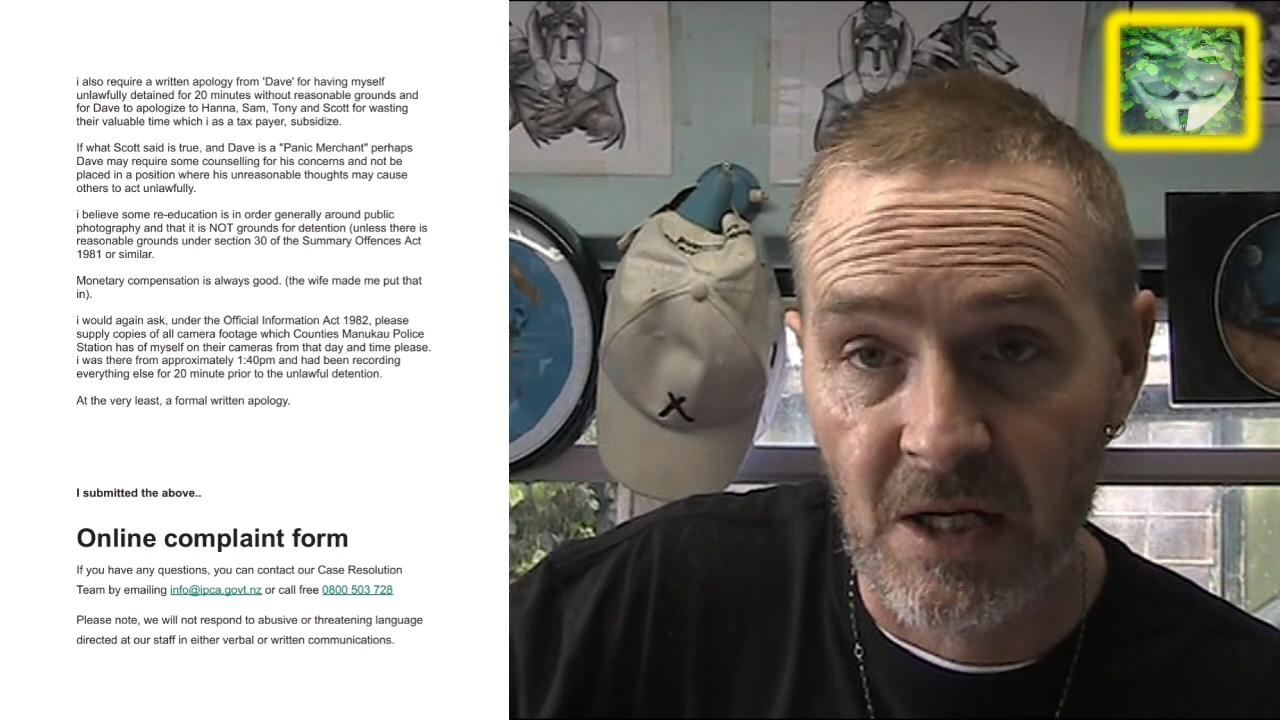 i also require a written apology from 'Dave' for having myself
unlawfully detained for 20 minutes without reasonable grounds and
for Dave to apologize to Hanna, Sam, Tony and Scott for wasting
their valuable time which i as a tax payer, subsidize.
If what Scott said is true, and Dave is a "Panic Merchant" perhaps
Dave may require some counselling for his concerns and not be
placed in a position where his unreasonable thoughts may cause
others to act unlawfully.
i believe some re-education is in order generally around public
photography and that it is NOT grounds for detention (unless there is
reasonable grounds under section 30 of the Summary Offences Act
1981 or similar.
Monetary compensation is always good. (the wife made me put that
in).
i would again ask, under the Official Information Act 1982, please
supply copies of all camera footage which Counties Manukau Police
Station has of myself on their cameras from that day and time please.
i was there from approximately 1:40pm and had been recording
everything else for 20 minute prior to the unlawful detention.
At the very least, a formal written apology.
I submitted the above..
Online complaint form
If you have any questions, you can contact our Case Resolution
Team by emailing info@ipca.govt.nz or call free 0800 503 728
Please note, we will not respond to abusive or threatening language
directed at our staff in either verbal or written communications.